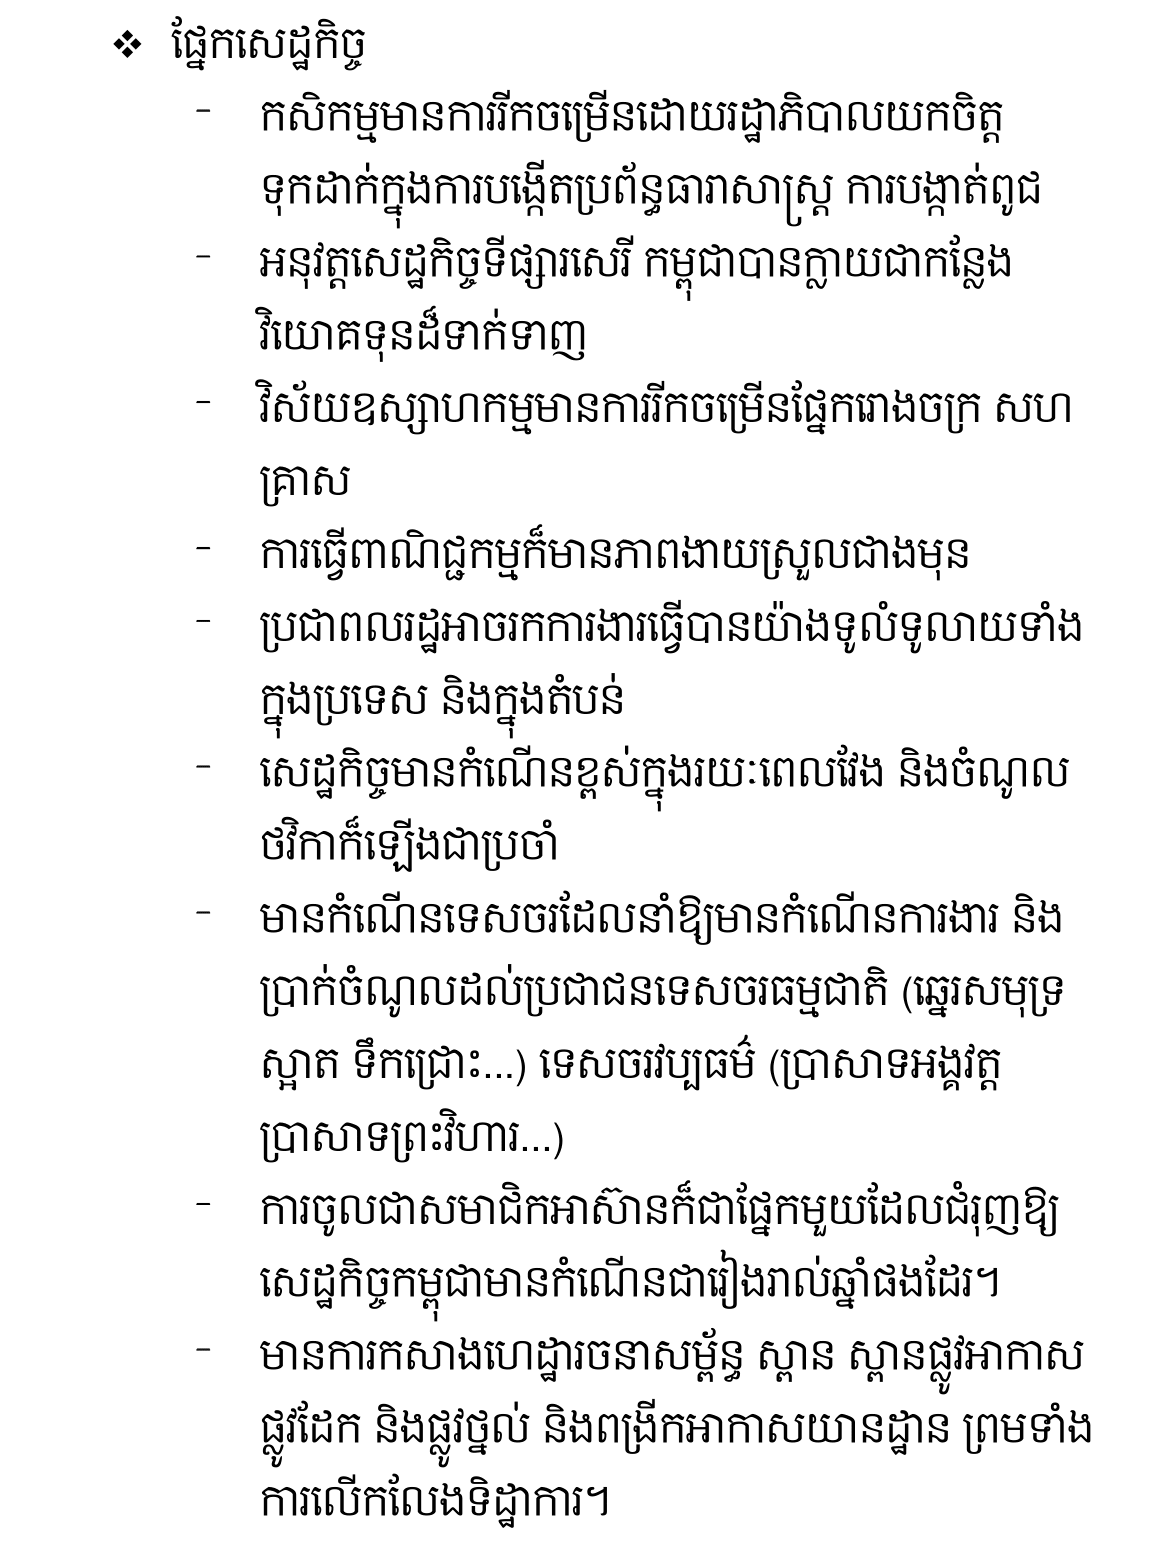 ❖ ផ្នែកសេដ្ឋកិច្ច
- កសិកម្មមានការរីកចម្រើនដោយរដ្ឋាភិបាលយកចិត្ត
ទុកដាក់ក្នុងការបង្កើតប្រព័ន្ធធារាសាស្ត្រ ការបង្កាត់ពូជ
- អនុវត្តសេដ្ឋកិច្ចទីផ្សារសេរី កម្ពុជាបានក្លាយជាកន្លែង
វិយោគទុនដ៏ទាក់ទាញ
- វិស័យឧស្សាហកម្មមានការរីកចម្រើនផ្នែករោងចក្រ សហ
គ្រាស
- ការធ្វើពាណិជ្ជកម្មក៏មានភាពងាយស្រួលជាងមុន
- ប្រជាពលរដ្ឋអាចរកការងារធ្វើបានយ៉ាងទូលំទូលាយទាំង
ក្នុងប្រទេស និងក្នុងតំបន់
- សេដ្ឋកិច្ចមានកំណើនខ្ពស់ក្នុងរយៈពេលវែង និងចំណូល
ថវិកាក៏ឡើងជាប្រចាំ
- មានកំណើនទេសចរដែលនាំឱ្យមានកំណើនការងារ និង
ប្រាក់ចំណូលដល់ប្រជាជនទេសចរធម្មជាតិ (ឆ្នេរសមុទ្រ
ស្អាត ទឹកជ្រោះ...) ទេសចរវប្បធម៌ (ប្រាសាទអង្គវត្ត
ប្រាសាទព្រះវិហារ...)
- ការចូលជាសមាជិកអាស៊ានក៏ជាផ្នែកមួយដែលជំរុញឱ្យ
សេដ្ឋកិច្ចកម្ពុជាមានកំណើនជារៀងរាល់ឆ្នាំផងដែរ។
- មានការកសាងហេដ្ឋារចនាសម្ព័ន្ធ ស្ពាន ស្ពានផ្លូវអាកាស
ផ្លូវដែក និងផ្លូវថ្នល់ និងពង្រីកអាកាសយានដ្ឋាន ព្រមទាំង
ការលើកលែងទិដ្ឋាការ។